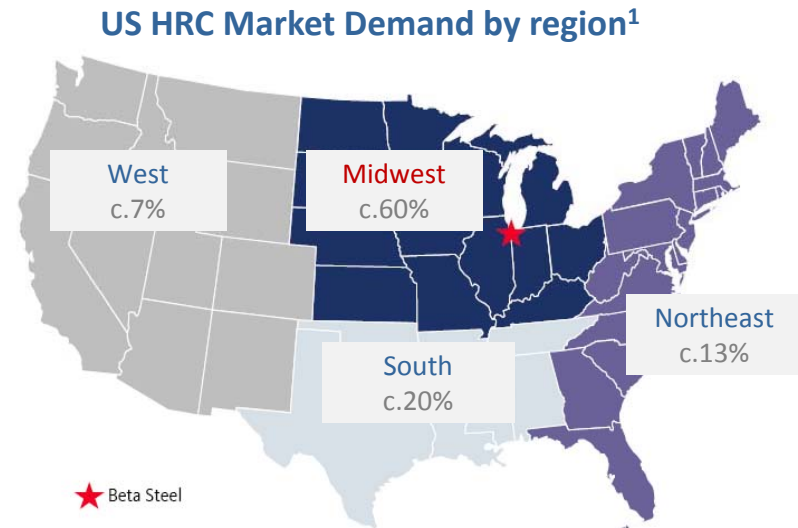 US HRC Market Demand by region¹
West
c.7%
Midwest
c.60%
Northeast
c.13%
South
c.20%
Beta Steel